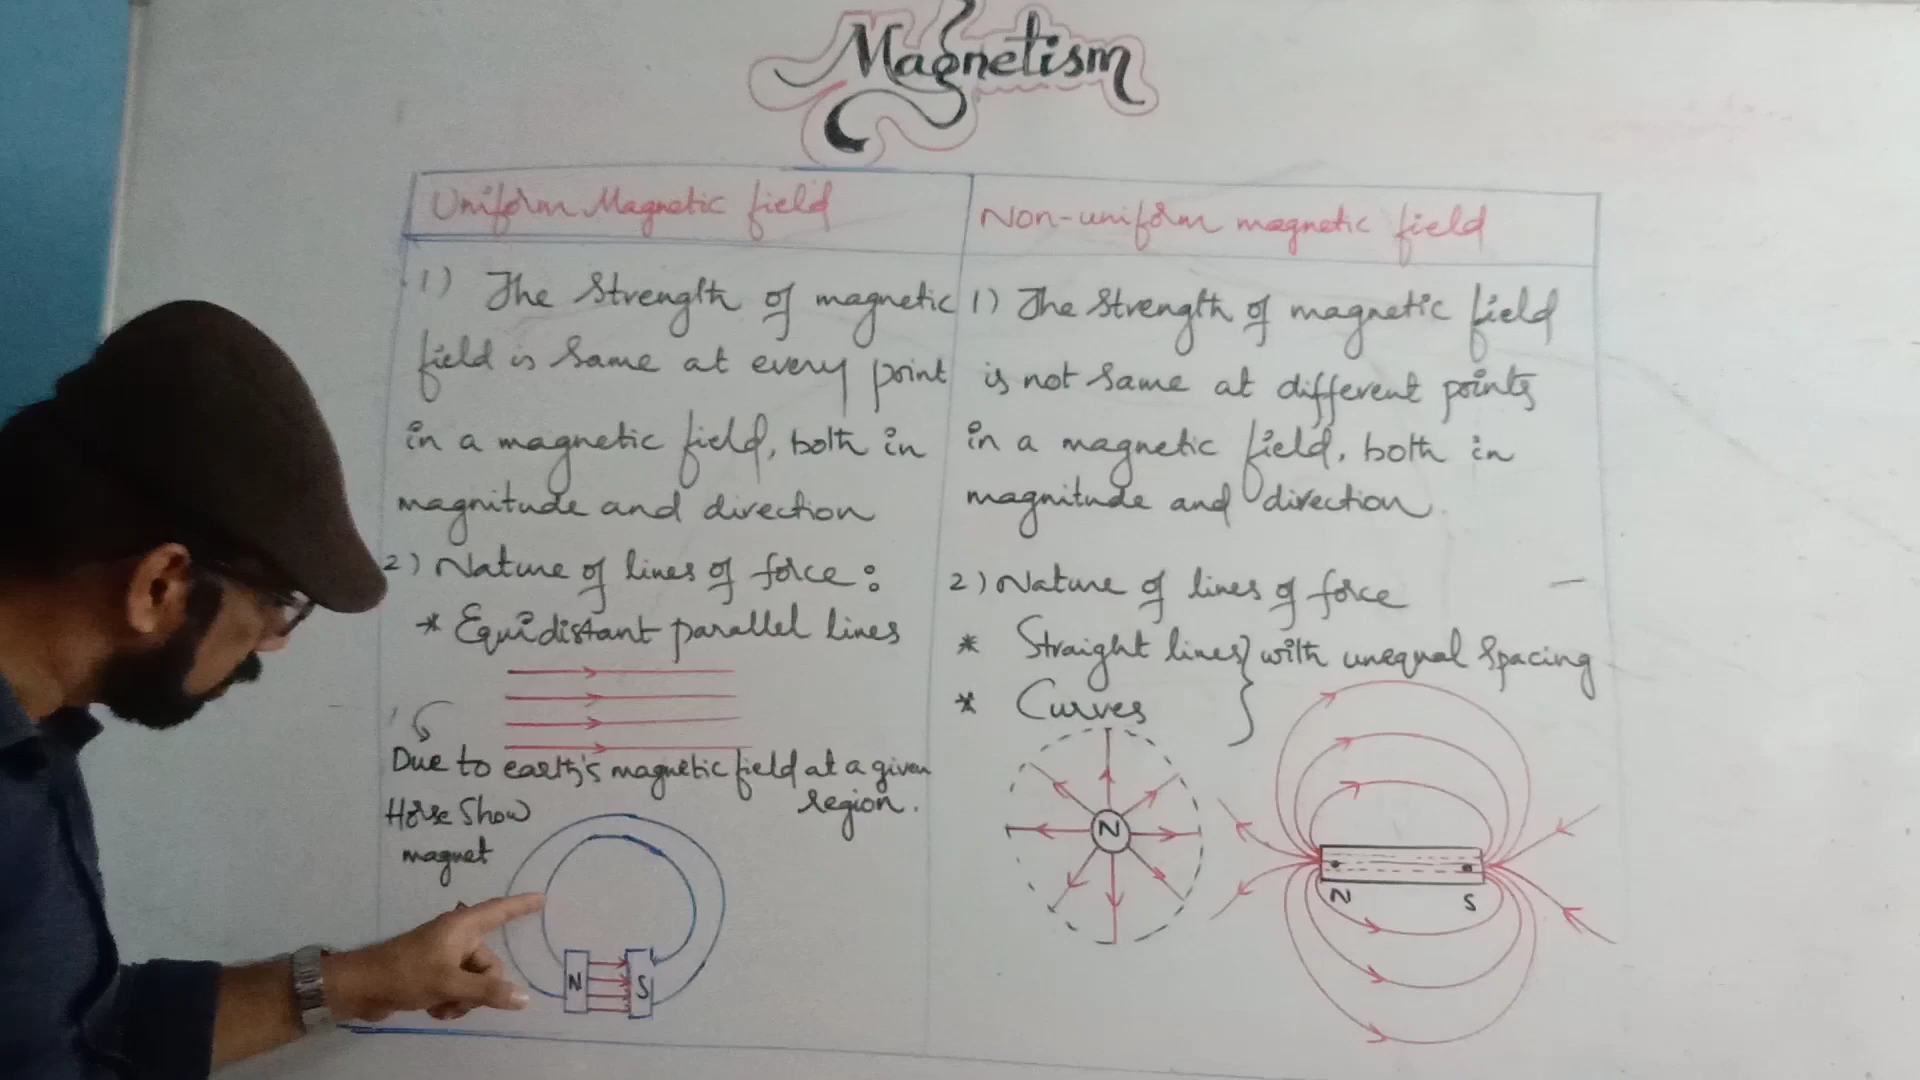 Magnetism
Uniform Magnetic field
1) The Strength of magnetic
field is same at every point
in a magnetic field, both in
magnitude and direction
2) Nature of lines of force:
* Equidistant parallel lines
Due to earth's magnetic field at a given
region.
Horse Show
magnet
N S
Non-uniform magnetic field
1) The Strength of magnetic field
is not same at different points
in a magnetic field, both in
magnitude and direction.
2) Nature of lines of force
* Straight lines } with unequal spacing
* Curves
N
N S